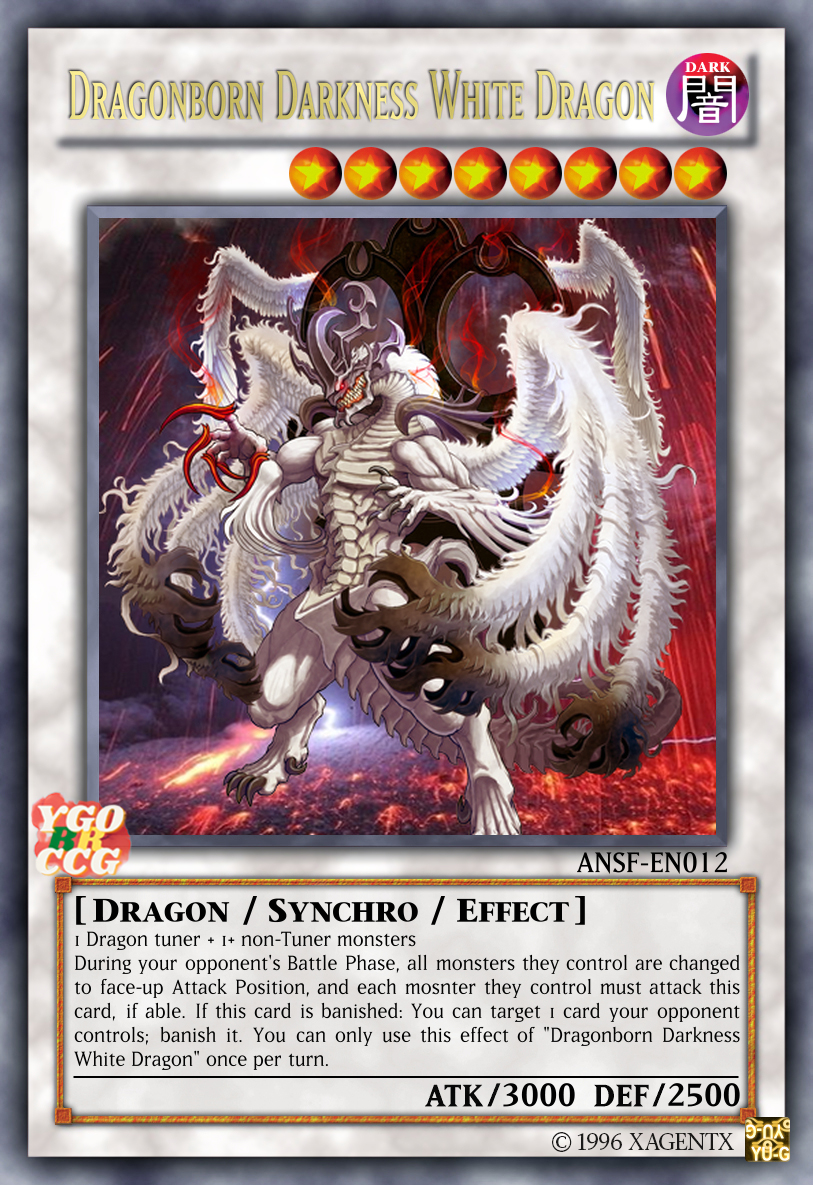 DRAGONBORN DARKNESS WHITE DRAGON
DARK
闇
YGO
BR
CCG
ANSF-EN012
[ DRAGON / SYNCHRO / EFFECT ]
1 Dragon tuner + 1+ non-Tuner monsters
During your opponent's Battle Phase, all monsters they control are changed
to face-up Attack Position, and each mosnter they control must attack this
card, if able. If this card is banished: You can target 1 card your opponent
controls; banish it. You can only use this effect of "Dragonborn Darkness
White Dragon" once per turn.
ATK/3000 DEF/2500
© 1996 XAGENTX